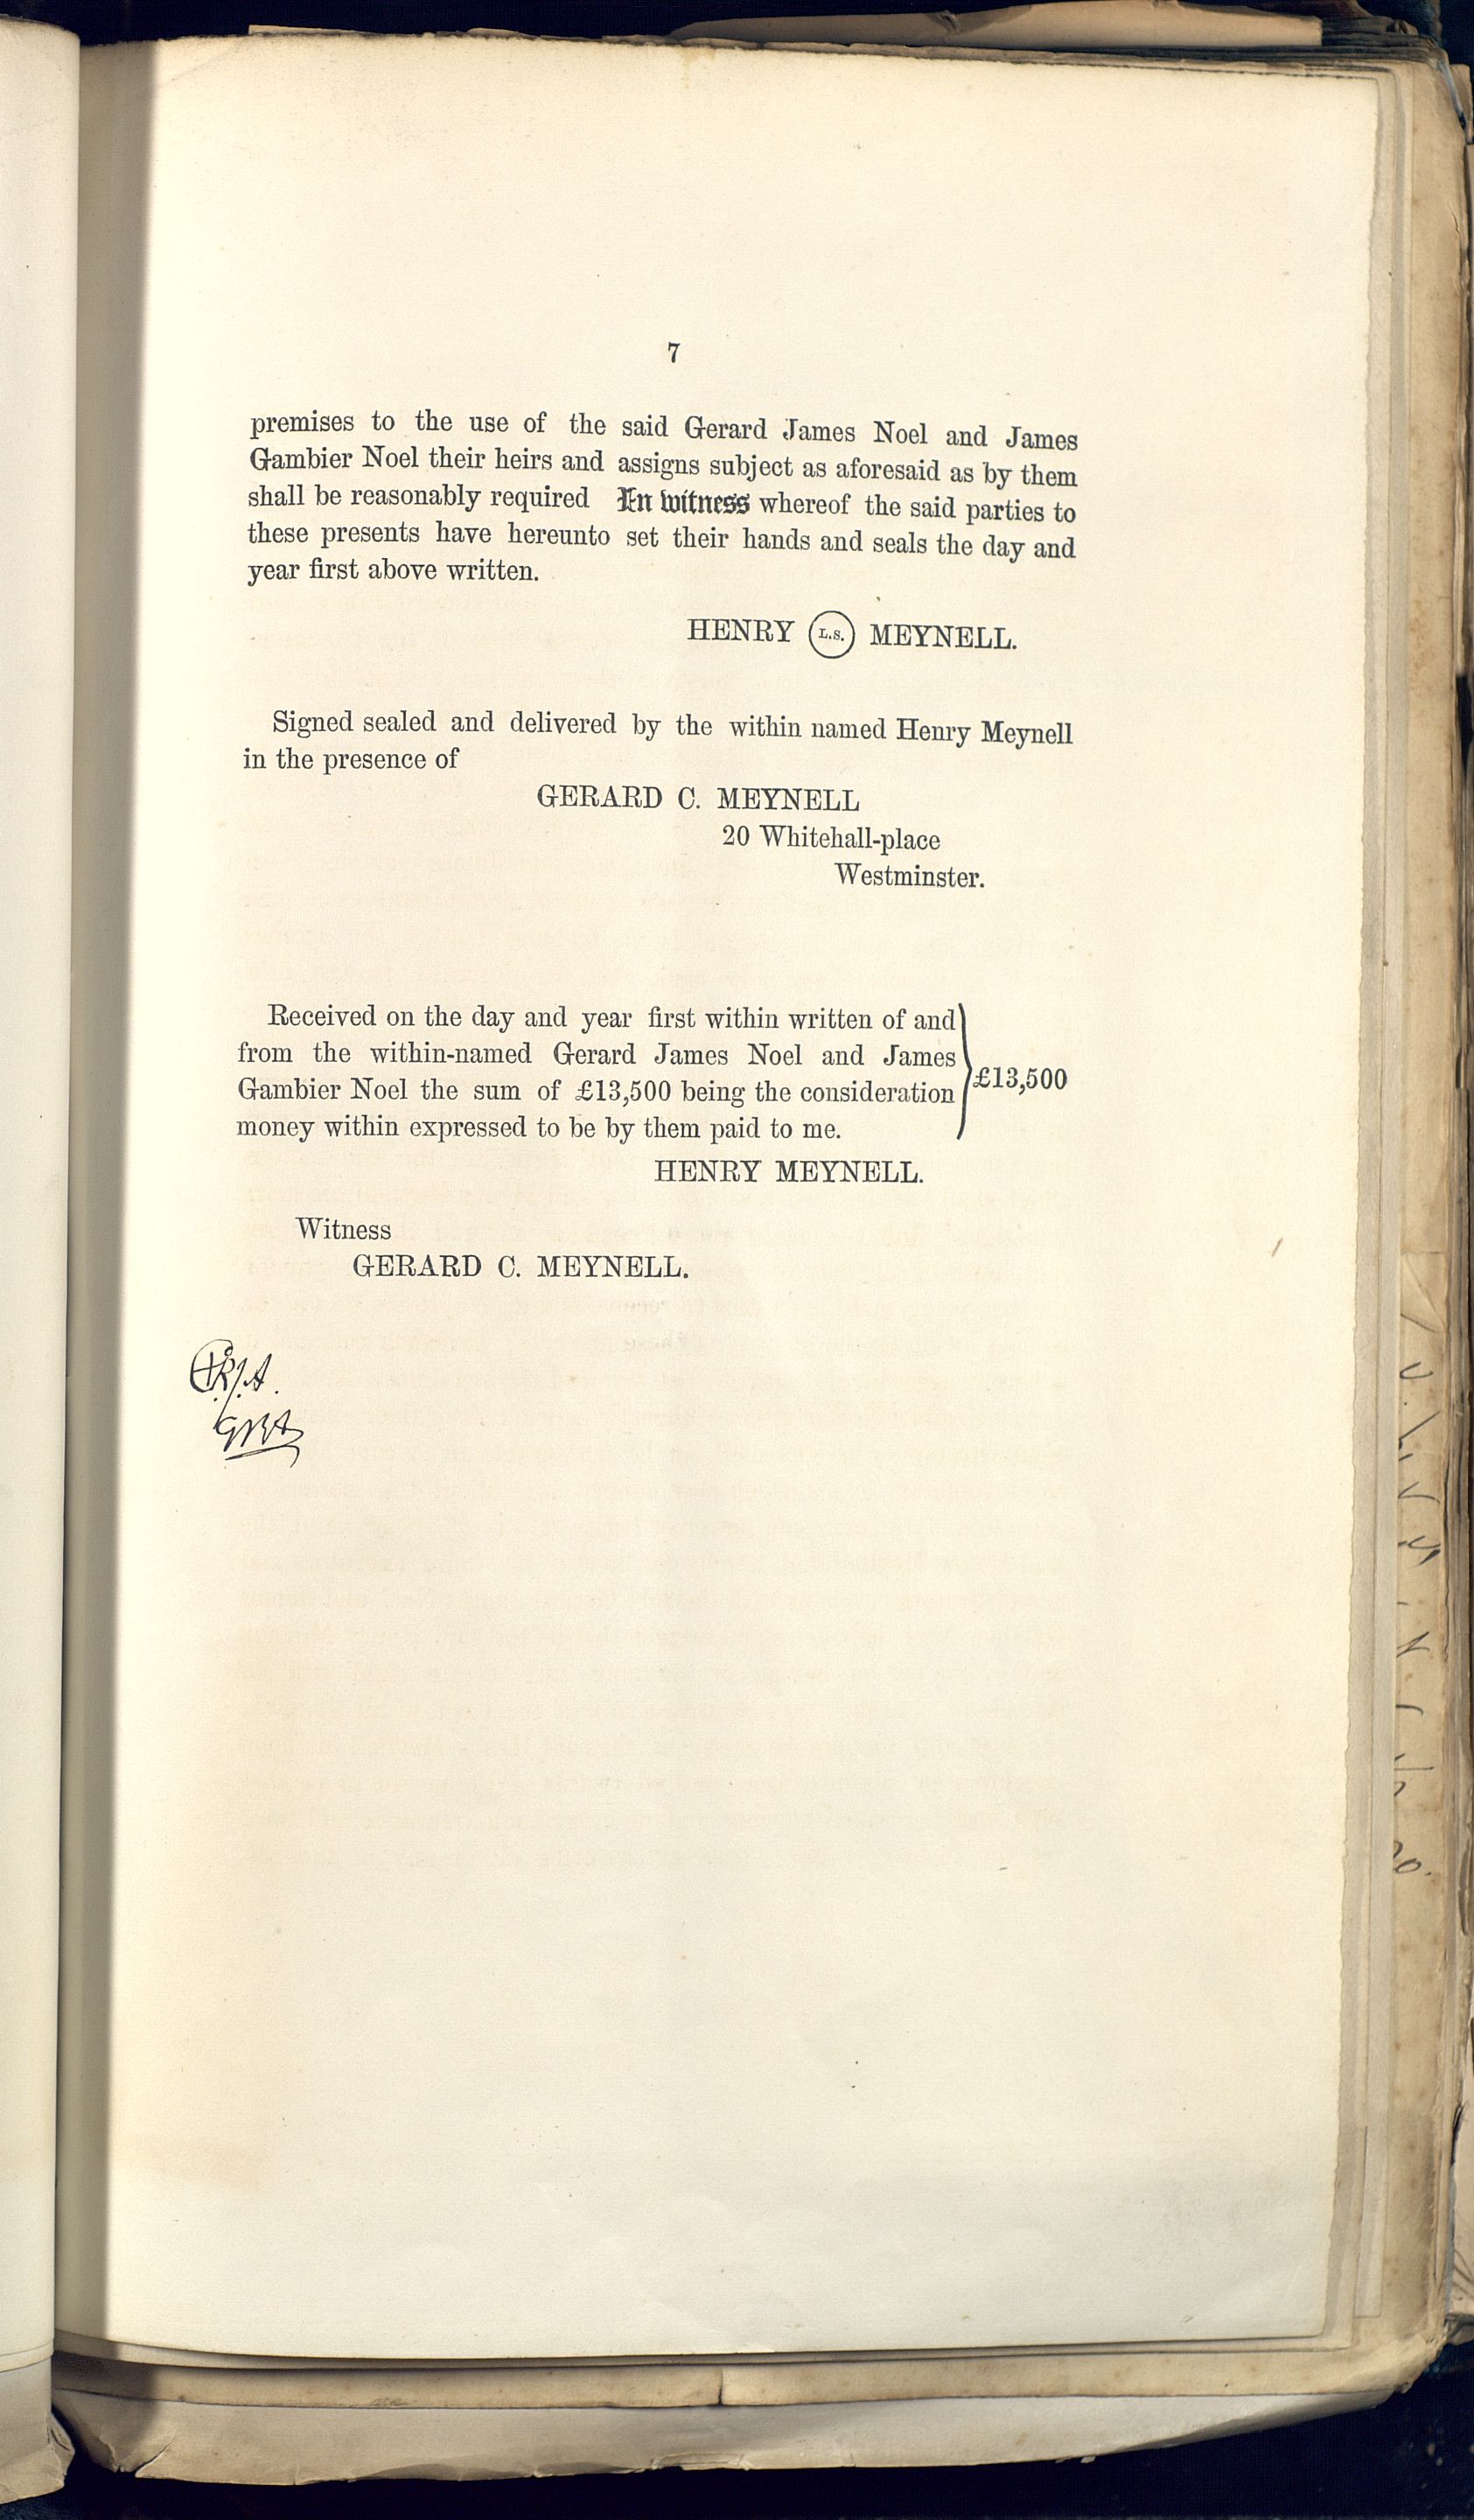 7
premises to the use of the said Gerard James Noel and James
Gambier Noel their heirs and assigns subject as aforesaid as by them
shall be reasonably required In witness whereof the said parties to
these presents have hereunto set their hands and seals the day and
year first above written.
HENRY L.S. MEYNELL.
Signed sealed and delivered by the within named Henry Meynell
in the presence of
GERARD C. MEYNELL
20 Whitehall-place
Westminster.
Received on the day and year first within written of and
from the within-named Gerard James Noel and James
Gambier Noel the sum of £13,500 being the consideration
money within expressed to be by them paid to me.
£13,500
HENRY MEYNELL.
Witness
GERARD C. MEYNELL.